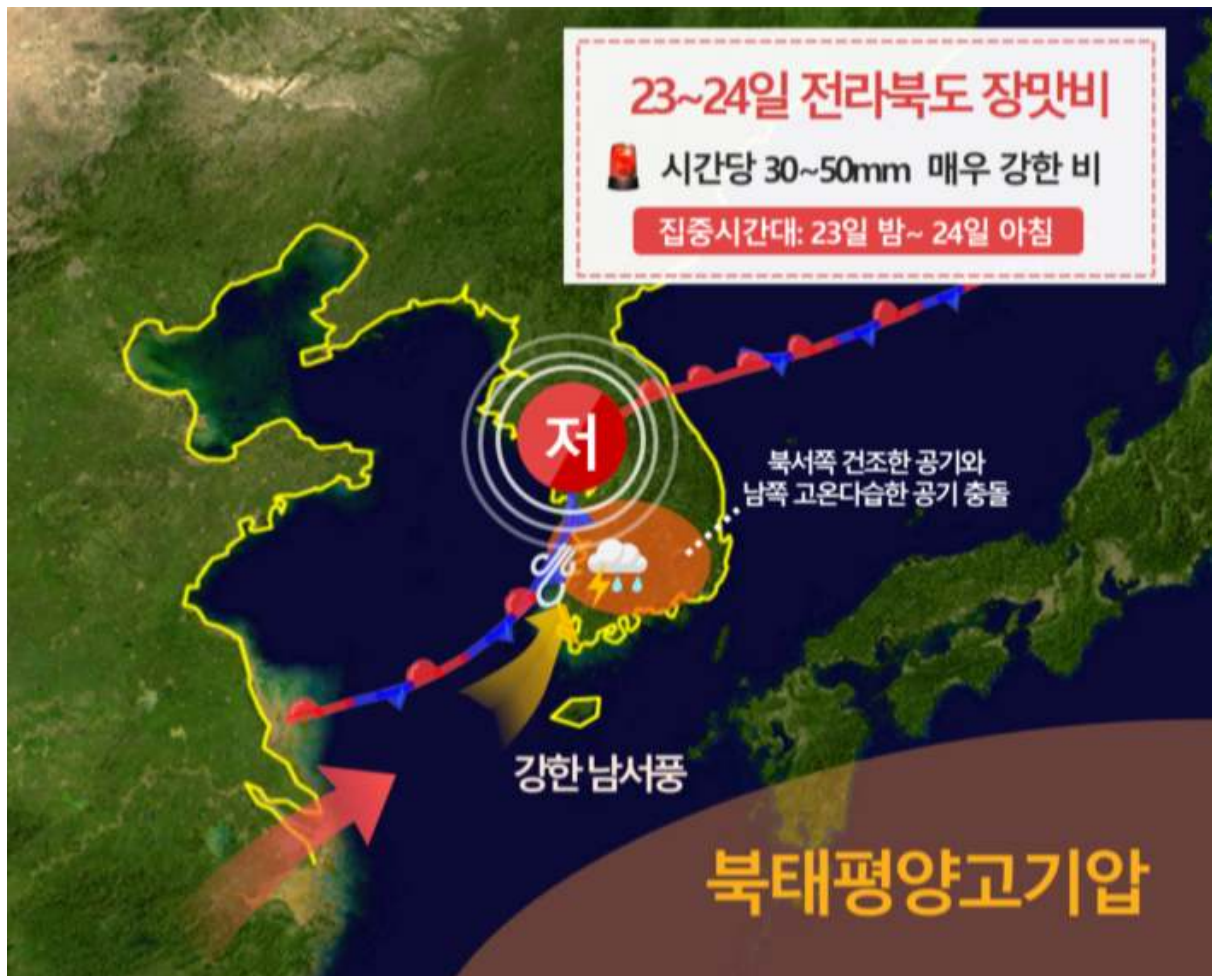 23~24일 전라북도 장맛비
시간당 30~50mm 매우 강한 비
집중시간대: 23일 밤~ 24일 아침
저
북서쪽 건조한 공기와
남쪽 고온다습한 공기 충돌
강한 남서풍
북태평양고기압